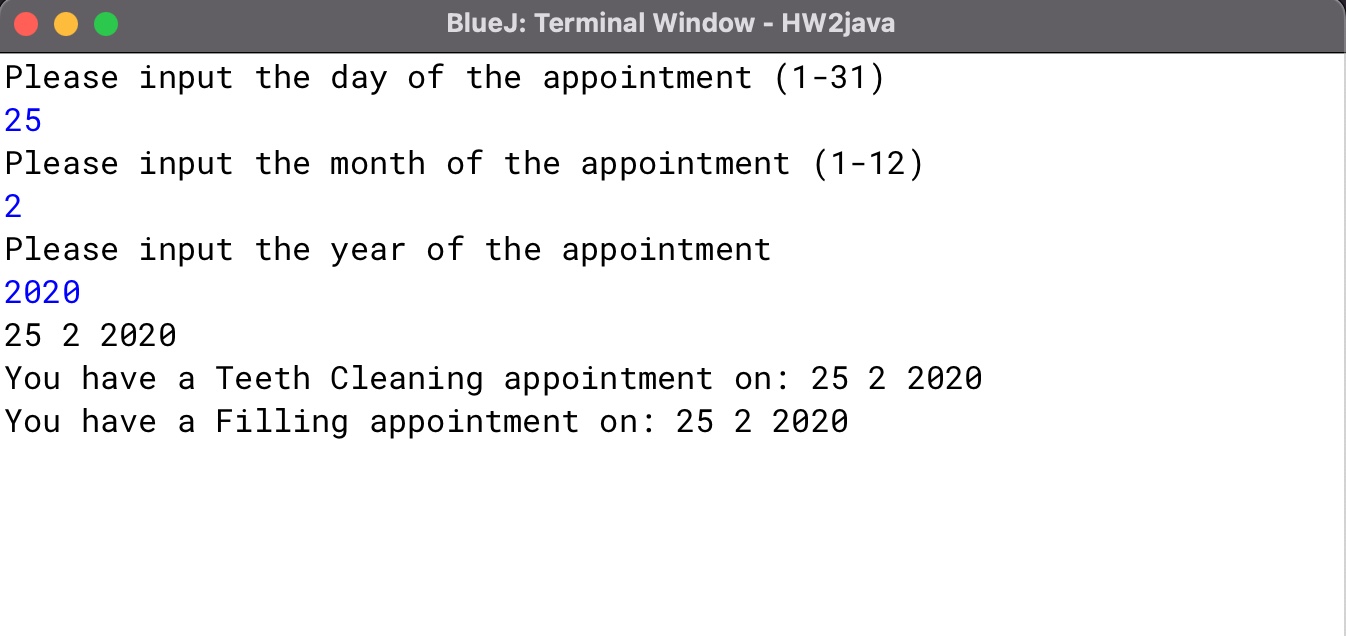 BlueJ: Terminal Window - HW2java
Please input the day of the appointment (1-31)
25
Please input the month of the appointment (1-12)
2
Please input the year of the appointment
2020
25 2 2020
You have a Teeth Cleaning appointment on: 25 2 2020
You have a Filling appointment on: 25 2 2020